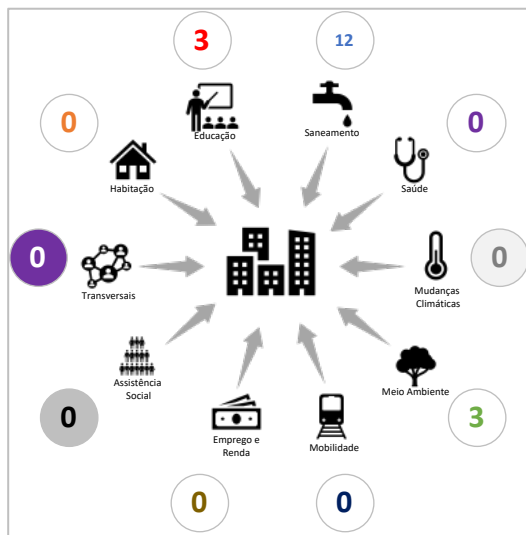 3
12
Educação
Saneamento
0
0
Habitação
Saúde
0
0
Transversais
Mudanças
Climáticas
Assistência
Social
Meio Ambiente
0
3
Emprego e
Renda
Mobilidade
0
0